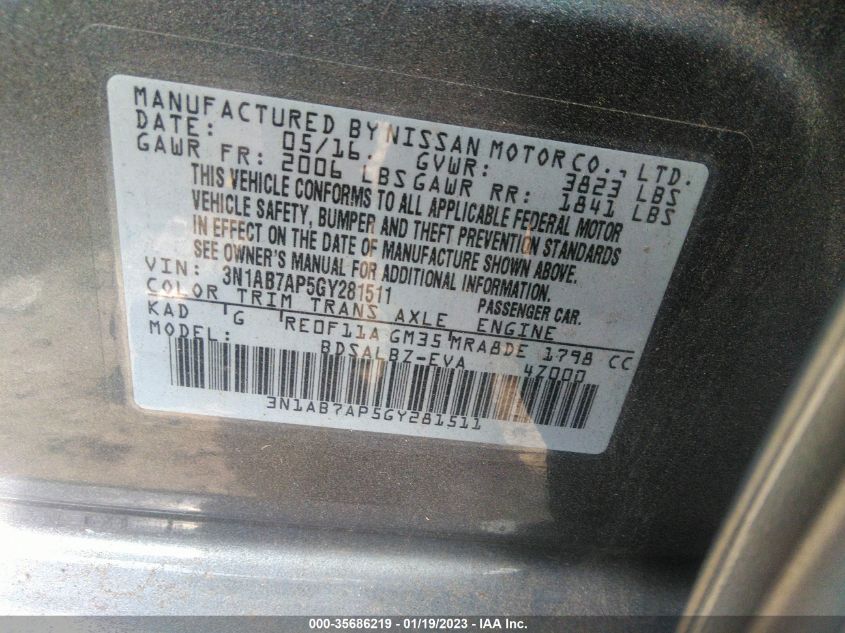 MANUFACTURED BY NISSAN MOTOR CO., LTD.
DATE: 05/16. GVWR: 3823 LBS
GAWR FR: 2006 LBS GAWR RR: 1841 LBS
THIS VEHICLE CONFORMS TO ALL APPLICABLE FEDERAL MOTOR
VEHICLE SAFETY, BUMPER AND THEFT PREVENTION STANDARDS
IN EFFECT ON THE DATE OF MANUFACTURE SHOWN ABOVE.
SEE OWNER'S MANUAL FOR ADDITIONAL INFORMATION.
VIN: 3N1AB7AP5GY281511 PASSENGER CAR.
COLOR TRIM TRANS AXLE ENGINE
KAD G RE0F11A GM35 MRA8DE 1798 CC
MODEL: BDSALBZ-EVA 4Z000
3N1AB7AP5GY281511
000-35686219 - 01/19/2023 - IAA Inc.